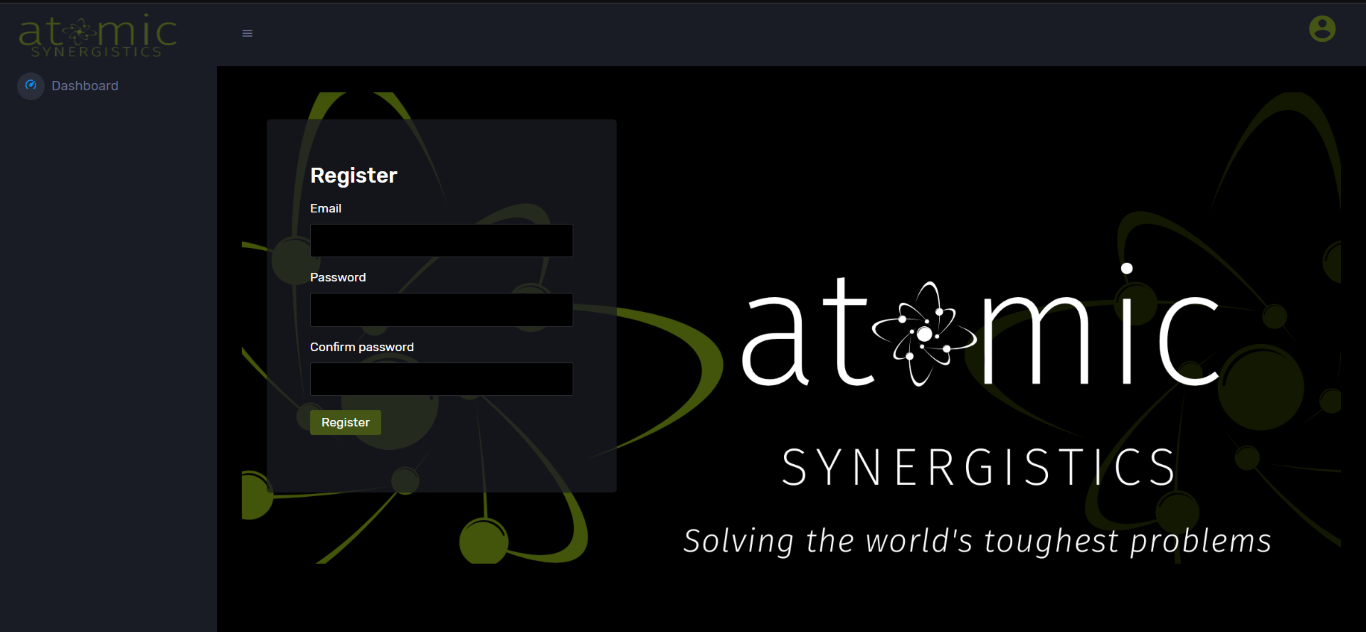 atomic
SYNERGISTICS
Dashboard
Register
Email
Password
Confirm password
Register
atomic
SYNERGISTICS
Solving the world's toughest problems